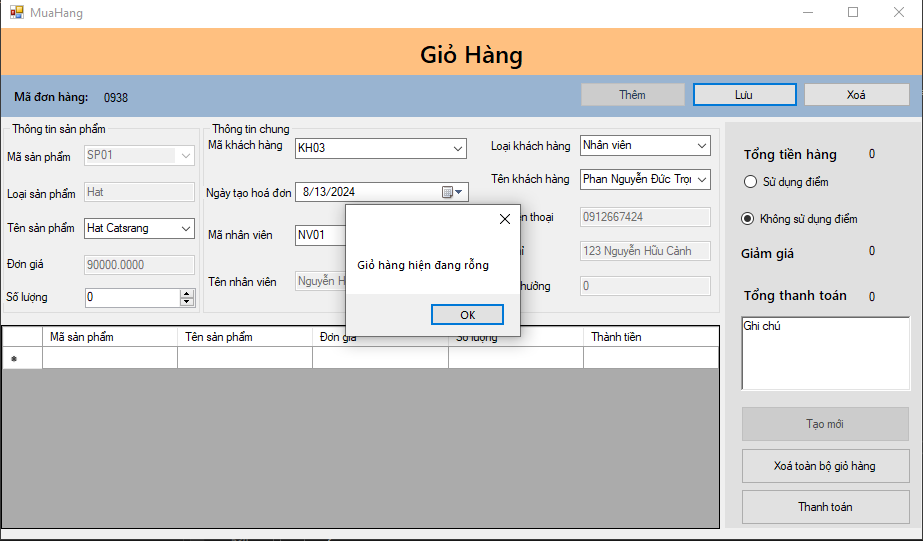 MuaHang
Giỏ Hàng
Mã đơn hàng: 0938
Thêm
Lưu
Xoá
Thông tin sản phẩm
Mã sản phẩm SP01
Loại sản phẩm Hat
Tên sản phẩm Hat Catsrang
Đơn giá 90000.0000
Số lượng 0
Thông tin chung
Mã khách hàng KH03
Ngày tạo hoá đơn 8/13/2024
Mã nhân viên NV01
Tên nhân viên Nguyễn H
Loại khách hàng Nhân viên
Tên khách hàng Phan Nguyễn Đức Trọ
n thoại 0912667424
ỉ 123 Nguyễn Hữu Cảnh
hưởng 0
Giỏ hàng hiện đang rỗng
OK
Mã sản phẩm Tên sản phẩm Đơn giá Số lượng Thành tiền
Tổng tiền hàng 0
Sử dụng điểm
Không sử dụng điểm
Giảm giá 0
Tổng thanh toán 0
Ghi chú
Tạo mới
Xoá toàn bộ giỏ hàng
Thanh toán